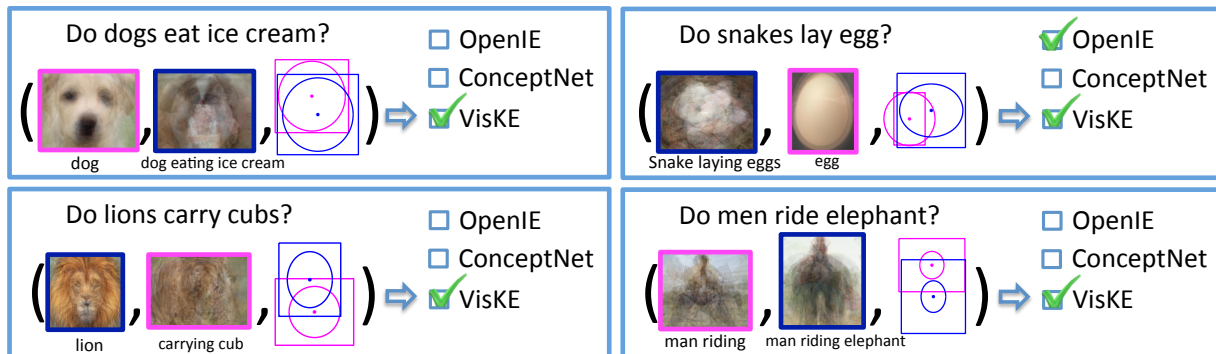 Do dogs eat ice cream?
OpenIE
ConceptNet
VisKE
( , , )
dog
dog eating ice cream
Do snakes lay egg?
OpenIE
ConceptNet
VisKE
( , , )
Snake laying eggs
egg
Do lions carry cubs?
OpenIE
ConceptNet
VisKE
( , , )
lion
carrying cub
Do men ride elephant?
OpenIE
ConceptNet
VisKE
( , , )
man riding
man riding elephant